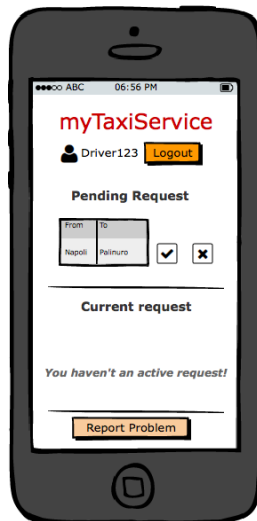 ABC 06:56 PM
myTaxiService
Driver123 Logout
Pending Request
From To
Napoli Palinuro
Current request
You haven't an active request!
Report Problem